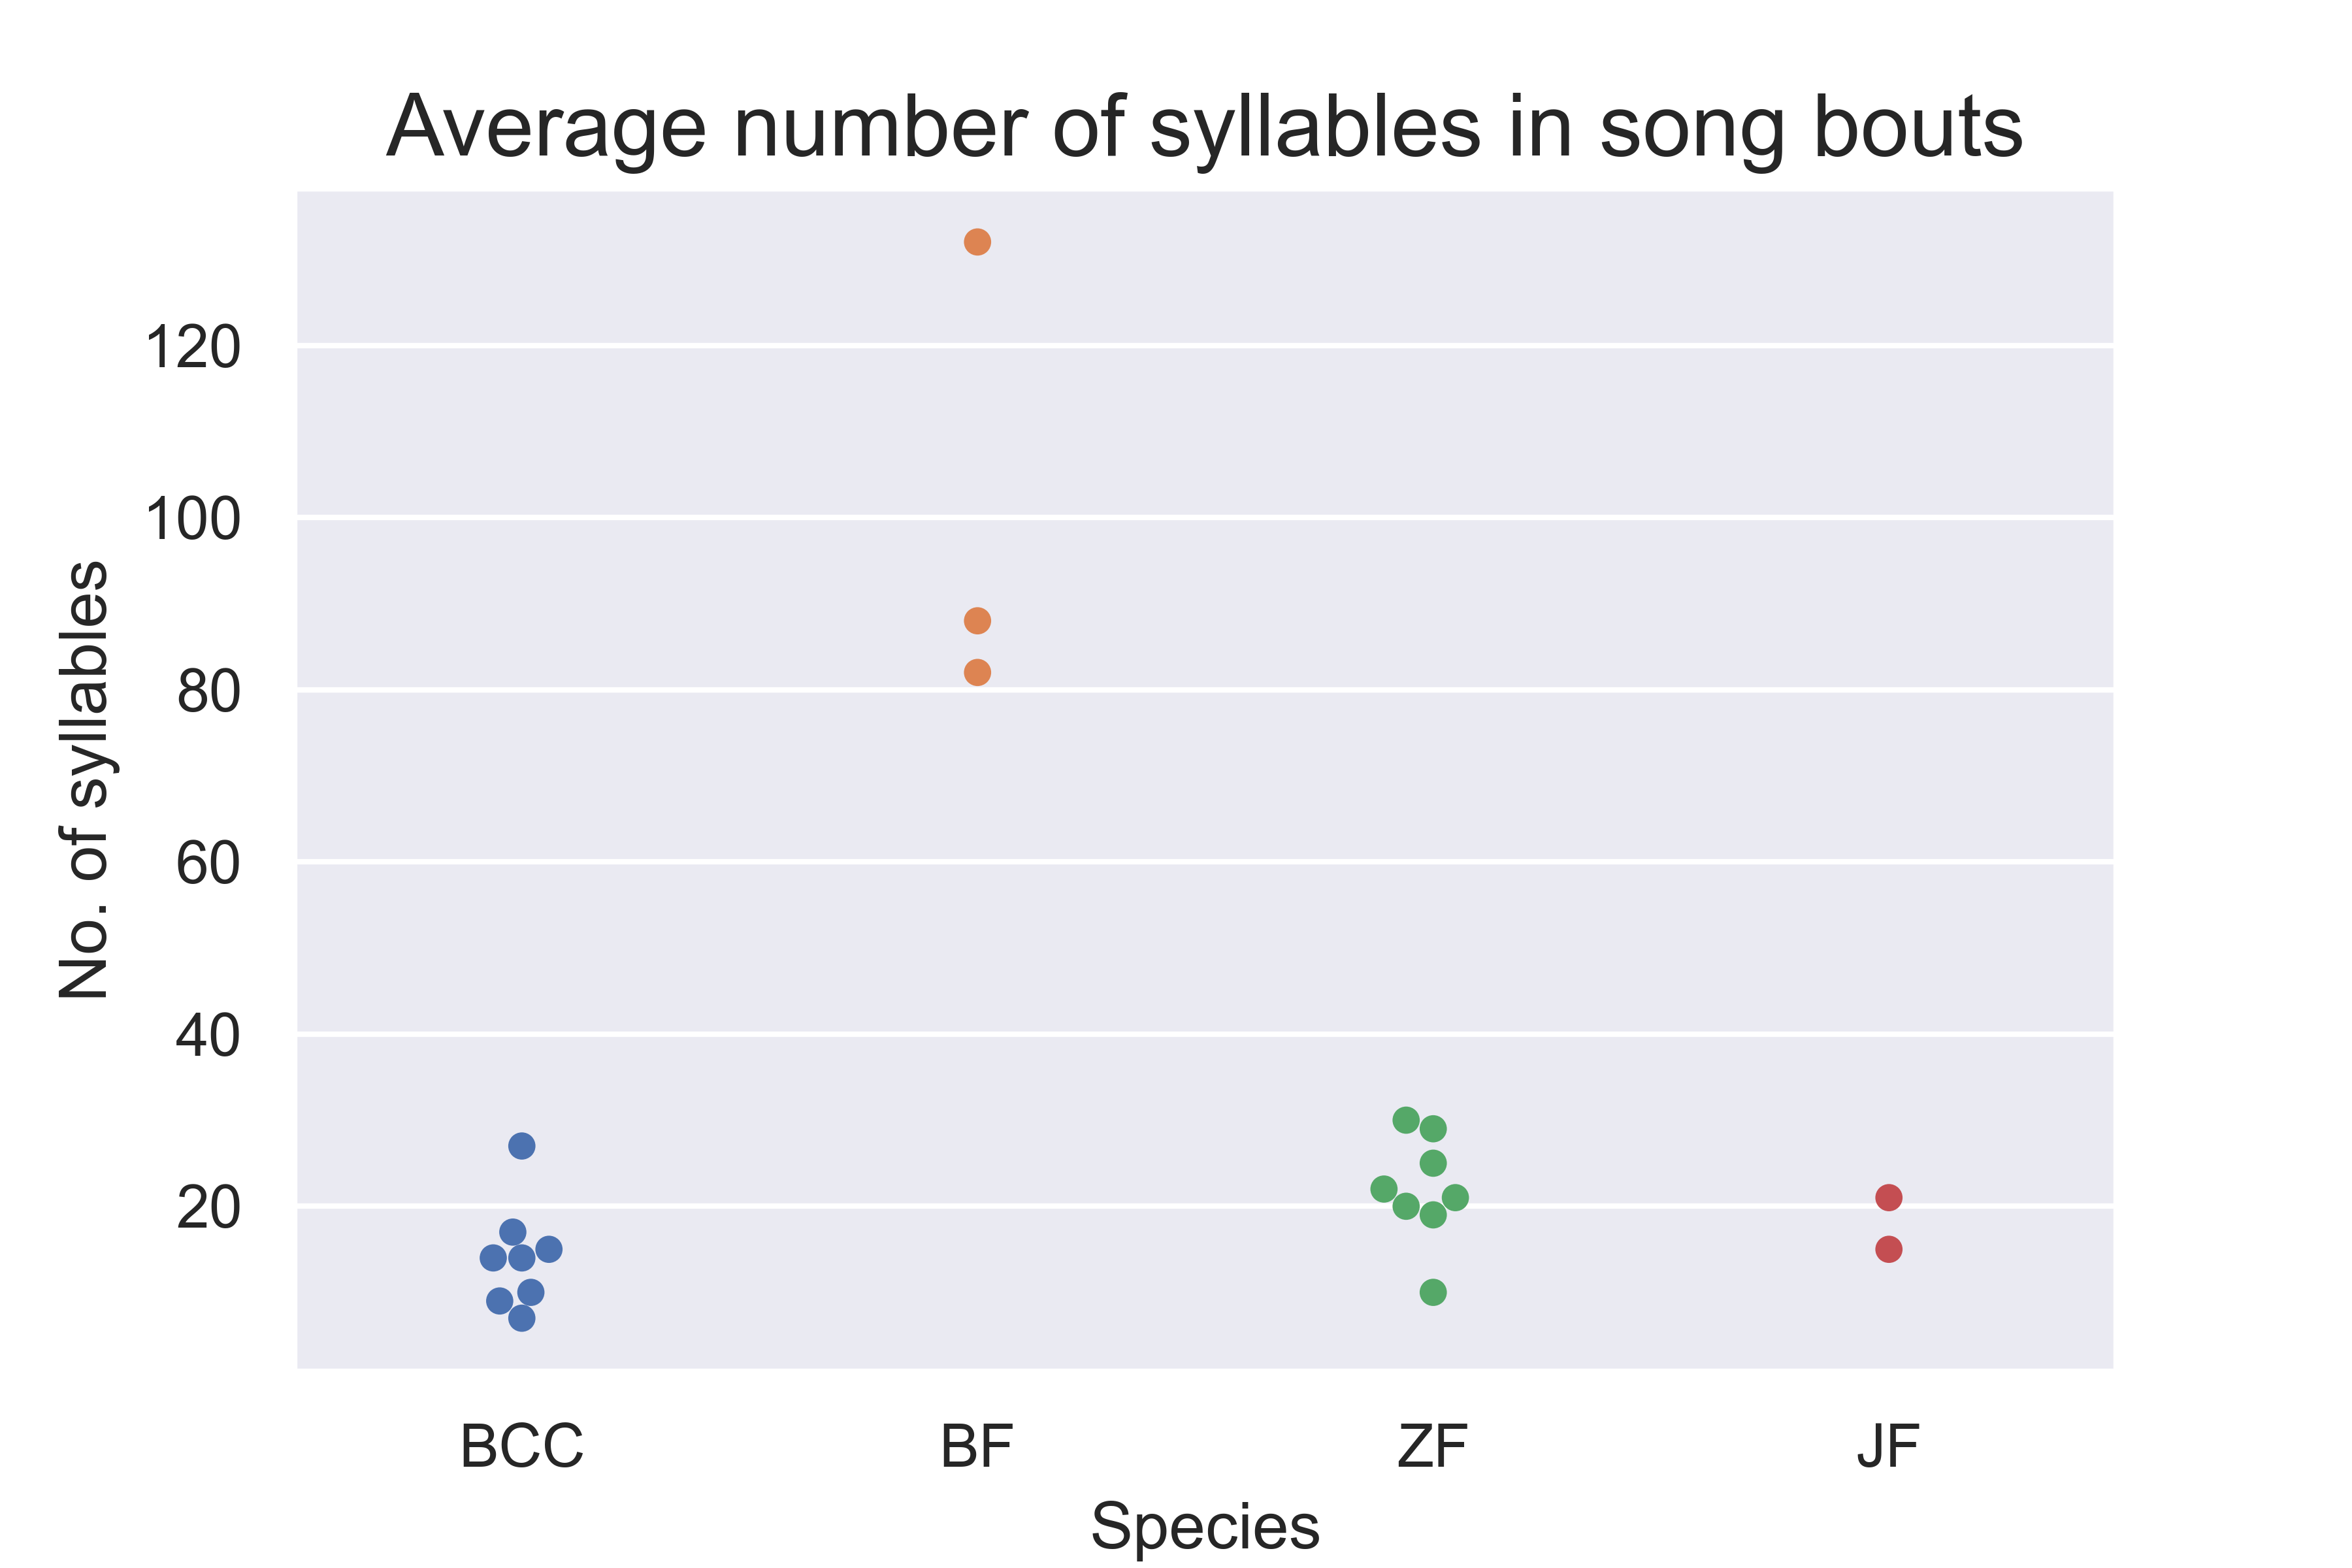 Average number of syllables in song bouts
No. of syllables
120
100
80
60
40
20
BCC BF ZF JF
Species